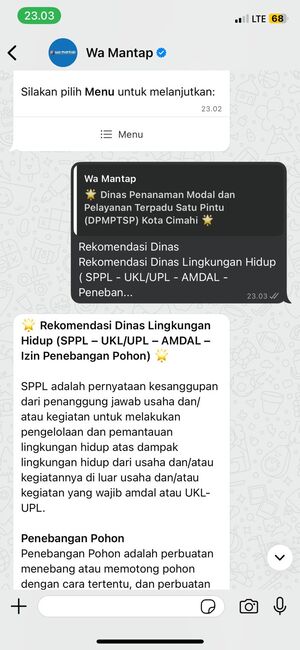 23.03
LTE 68
Wa Mantap
Silakan pilih Menu untuk melanjutkan:
23.02
Menu
Wa Mantap
🌟 Dinas Penanaman Modal dan
Pelayanan Terpadu Satu Pintu
(DPMPTSP) Kota Cimahi 🌟
Rekomendasi Dinas
Rekomendasi Dinas Lingkungan Hidup
( SPPL - UKL/UPL - AMDAL -
Peneban...
23.03
🌟 Rekomendasi Dinas Lingkungan
Hidup (SPPL – UKL/UPL – AMDAL –
Izin Penebangan Pohon) 🌟
SPPL adalah pernyataan kesanggupan
dari penanggung jawab usaha dan/
atau kegiatan untuk melakukan
pengelolaan dan pemantauan
lingkungan hidup atas dampak
lingkungan hidup dari usaha dan/atau
kegiatannya di luar usaha dan/atau
kegiatan yang wajib amdal atau UKL-
UPL.
Penebangan Pohon
Penebangan Pohon adalah perbuatan
menebang atau memotong pohon
dengan cara tertentu, dan perbuatan